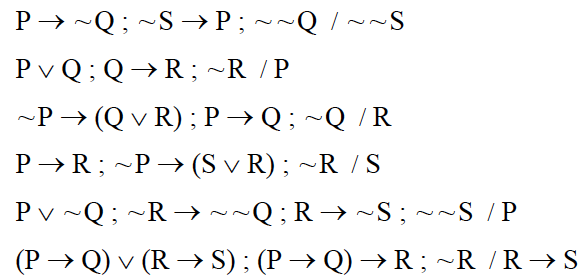 P → ~Q ; ~S → P ; ~~Q / ~~S
P ∨ Q ; Q → R ; ~R / P
~P → (Q ∨ R) ; P → Q ; ~Q / R
P → R ; ~P → (S ∨ R) ; ~R / S
P ∨ ~Q ; ~R → ~~Q ; R → ~S ; ~~S / P
(P → Q) ∨ (R → S) ; (P → Q) → R ; ~R / R → S